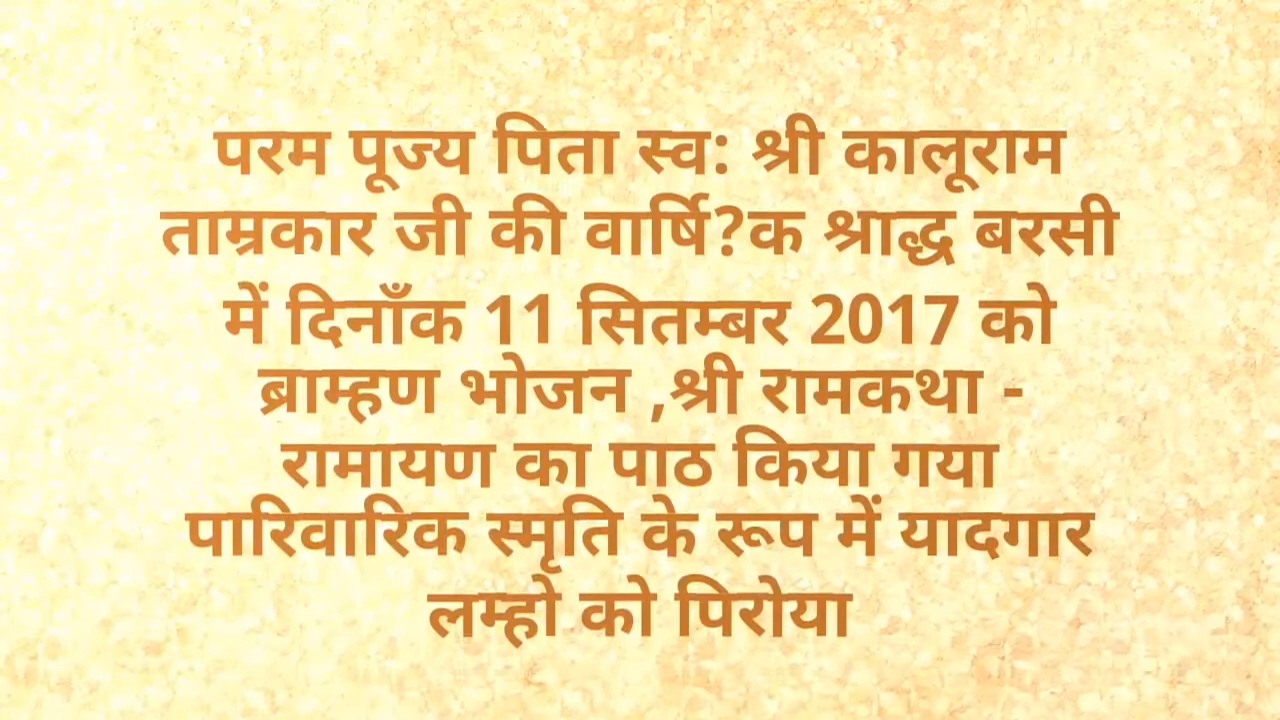 परम पूज्य पिता स्व: श्री कालूराम
ताम्रकार जी की वार्षि?क श्राद्ध बरसी
में दिनाँक 11 सितम्बर 2017 को
ब्राम्हण भोजन ,श्री रामकथा -
रामायण का पाठ किया गया
पारिवारिक स्मृति के रूप में यादगार
लम्हो को पिरोया